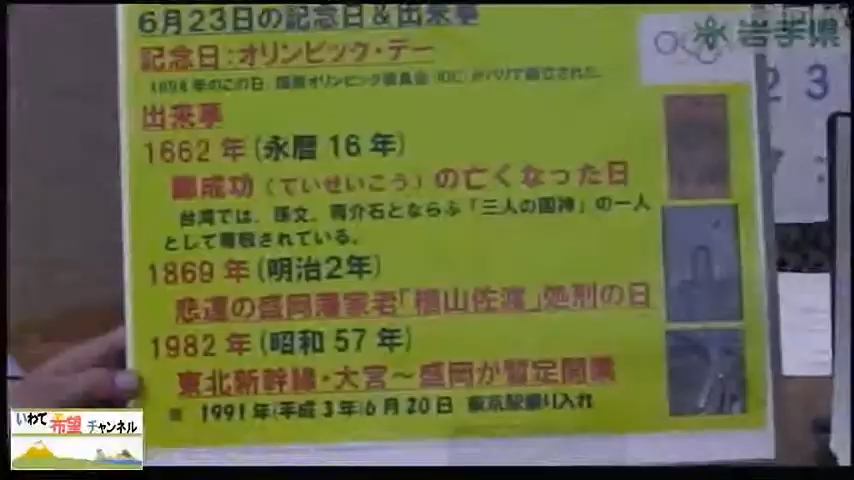 6月23日の記念日&出来事
岩手県
記念日:オリンピック・デー
1894年のこの日、国際オリンピック委員会(IOC)がパリで設立された。
23
出来事
1662年(永暦16年)
鄭成功(ていせいこう)の亡くなった日
台湾では、孫文、蒋介石とならぶ「三人の国神」の一人
として尊敬されている。
1869年(明治2年)
悲運の盛岡藩家老「楢山佐渡」処刑の日
1982年(昭和57年)
東北新幹線・大宮~盛岡が暫定開業
※ 1991年(平成3年)6月20日 東京駅乗り入れ
いわて希望チャンネル